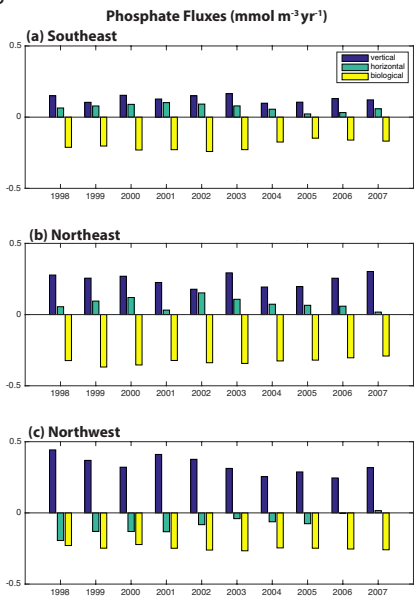 Phosphate Fluxes (mmol m⁻³ yr⁻¹)
(a) Southeast
0.5
vertical
horizontal
biological
0
-0.5
1998 1999 2000 2001 2002 2003 2004 2005 2006 2007
(b) Northeast
0.5
0
-0.5
1998 1999 2000 2001 2002 2003 2004 2005 2006 2007
(c) Northwest
0.5
0
-0.5
1998 1999 2000 2001 2002 2003 2004 2005 2006 2007